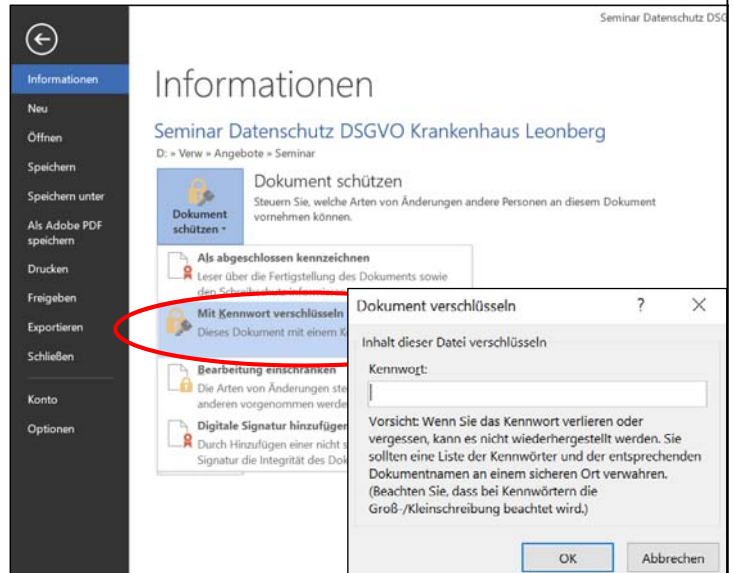 Seminar Datenschutz DSG
Informationen
Neu
Öffnen
Speichern
Speichern unter
Als Adobe PDF
speichern
Drucken
Freigeben
Exportieren
Schließen
Konto
Optionen
Informationen
Seminar Datenschutz DSGVO Krankenhaus Leonberg
D: » Verw » Angebote » Seminar
Dokument
schützen
Dokument schützen
Steuern Sie, welche Arten von Änderungen andere Personen an diesem Dokument
vornehmen können.
Als abgeschlossen kennzeichnen
Leser über die Fertigstellung des Dokuments sowie
den Schreibschutz informieren
Mit Kennwort verschlüsseln
Dieses Dokument mit einem K
Bearbeitung einschränken
Die Arten von Änderungen ste
anderen vorgenommen werde
Digitale Signatur hinzufügen
Durch Hinzufügen einer nicht s
Signatur die Integrität des Dok
Dokument verschlüsseln ? ×
Inhalt dieser Datei verschlüsseln
Kennwort:
Vorsicht: Wenn Sie das Kennwort verlieren oder
vergessen, kann es nicht wiederhergestellt werden. Sie
sollten eine Liste der Kennwörter und der entsprechenden
Dokumentnamen an einem sicheren Ort verwahren.
(Beachten Sie, dass bei Kennwörtern die
Groß-/Kleinschreibung beachtet wird.)
OK Abbrechen